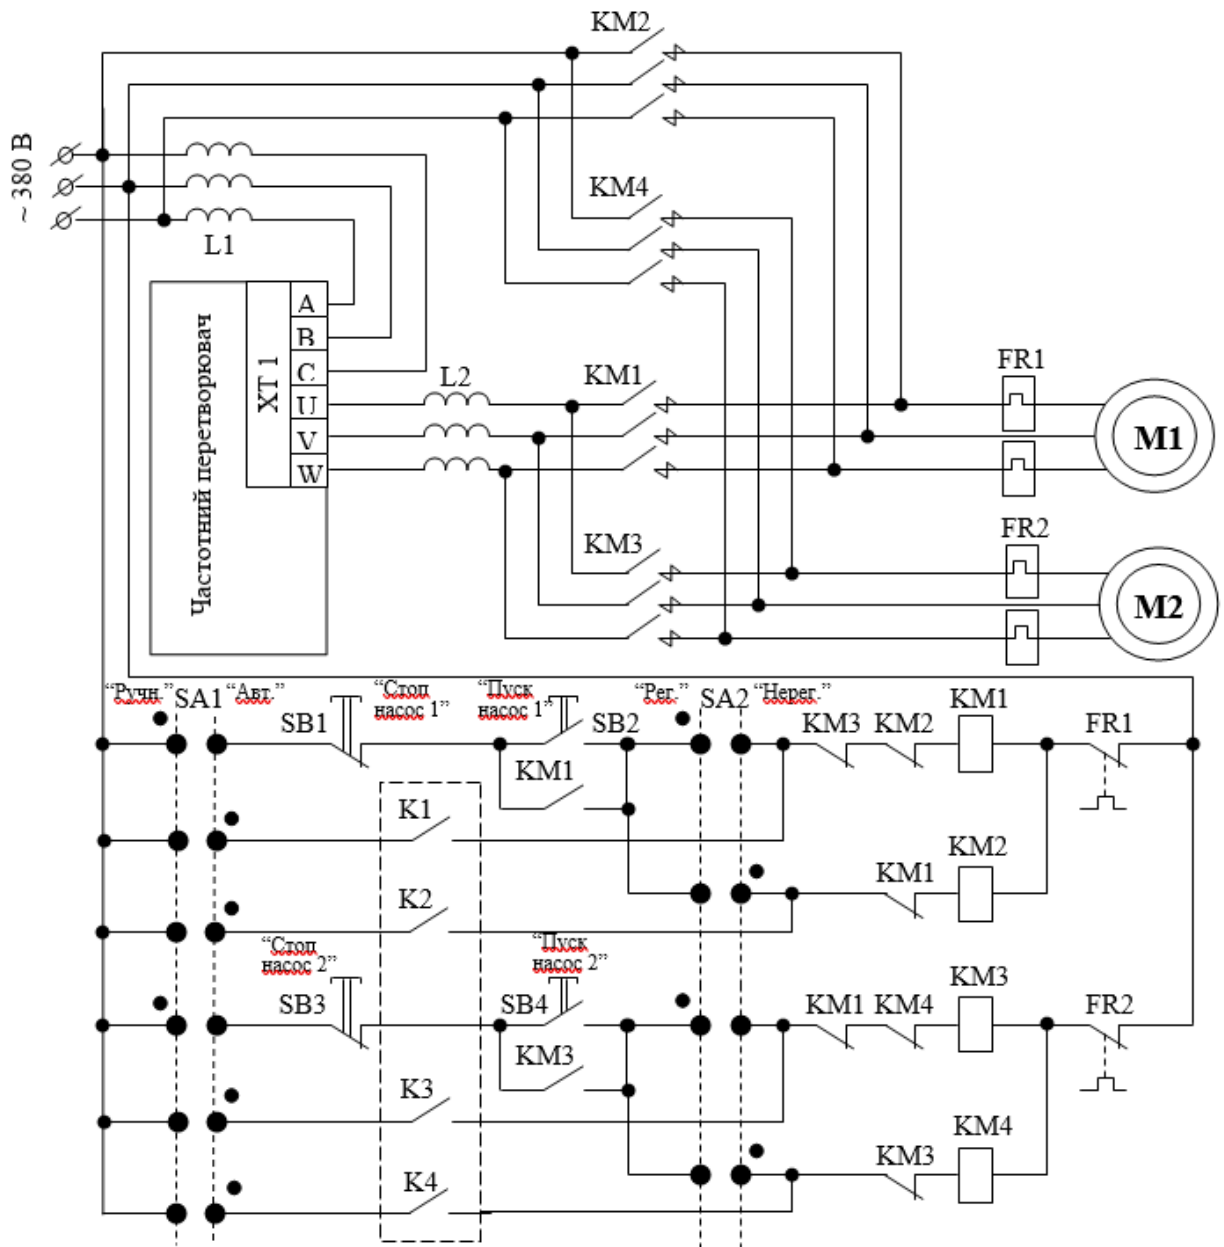 KM2
~ 380 В
KM4
L1
Частотний перетворювач
XT 1
A
B
C
U
V
W
L2
KM1
FR1
M1
KM3
FR2
M2
“Ручн.”
SA1
“Авт.”
“Стоп
насос 1”
“Пуск
насос 1”
“Рег.”
SA2
“Нерег.”
KM1
SB1
SB2
KM3
KM2
FR1
KM1
K1
KM2
KM1
K2
“Стоп
насос 2”
“Пуск
насос 2”
KM3
SB3
SB4
KM1
KM4
FR2
KM3
K3
KM4
KM3
K4